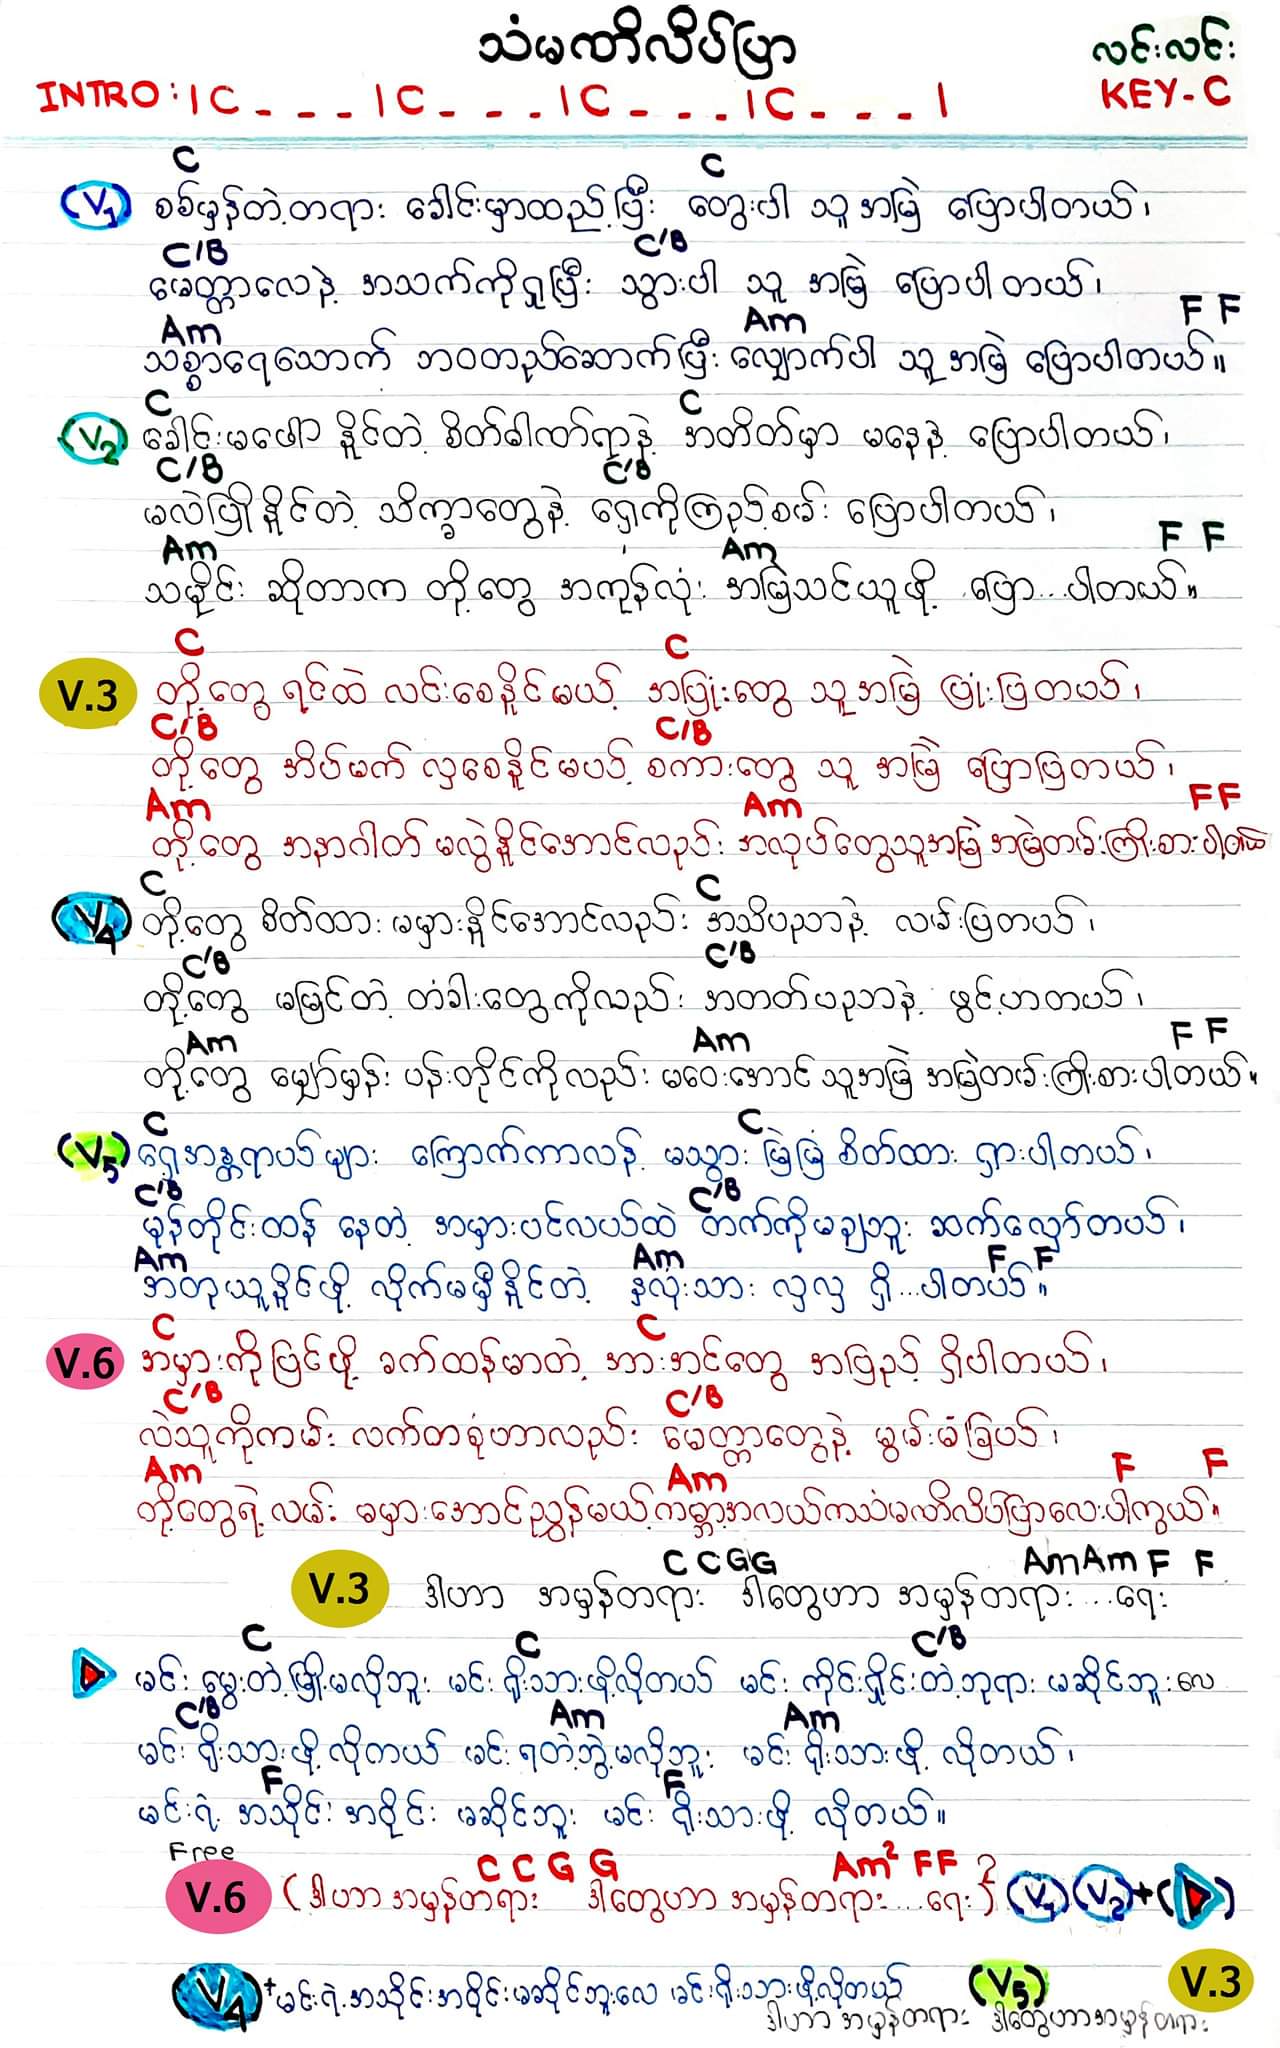 သံမဏိလိပ်ပြာ
လင်းလင်း
INTRO: | C _ _ _ | C _ _ _ | C _ _ _ | C _ _ _ |
KEY-C
C C
V1 စစ်မှန်တဲ့တရား ခေါင်းမှာထည့်ပြီး တွေးပါ သူအမြဲ ပြောပါတယ်၊
C/B C/B
မေတ္တာလေနဲ့ အသက်ကိုရှူပြီး သွားပါ သူ အမြဲ ပြောပါတယ်၊
Am Am F F
သစ္စာရေသောက် ဘဝတည်ဆောက်ပြီး လျှောက်ပါ သူ အမြဲ ပြောပါတယ်။
C C
V2 ခေါင်းမဖော် နိူင်တဲ့ စိတ်ဓါတ်ရာနဲ့ အတိတ်မှာ မနေနဲ့ ပြောပါတယ်၊
C/B C/B
မလဲပြိုနိူင်တဲ့ သိက္ခာတွေနဲ့ ရှေ့ကိုကြည့်စမ်း ပြောပါတယ်၊
Am Am F F
သမိုင်း ဆိုတာက တို့တွေ အကုန်လုံး အမြဲသင်ယူဖို့ ပြော...ပါတယ်။
C C
V.3 တို့တွေ ရင်ထဲ လင်းစေနိူင်မယ့် အပြုံးတွေ သူအမြဲ ပြုံးပြတယ်၊
C/B C/B
တို့တွေ အိပ်မက် လှစေနိူင်မယ့် စကားတွေ သူ အမြဲ ပြောပြတယ်၊
Am Am F F
တို့တွေ အနာဂါတ် မလွဲနိူင်အောင်လည်း အလုပ်တွေသူအမြဲ အမြဲတမ်းကြိုးစားပါတယ်
C C
V4 တို့တွေ စိတ်ထား မမှားနိူင်အောင်လည်း အသိပညာနဲ့ လမ်းပြတယ်၊
C/B C/B
တို့တွေ မမြင်တဲ့ တံခါးတွေကိုလည်း အတတ်ပညာနဲ့ ဖွင့်ဟတယ်၊
Am Am F F
တို့တွေ မျှော်မှန်း ပန်းတိုင်ကိုလည်း မဝေးအောင် သူအမြဲ အမြဲတမ်းကြိုးစားပါတယ်။
C C
V5 ရှေ့အန္တရာယ်များ ကြောက်ကာလန့် မသွား မြဲမြံ စိတ်ထား ရှားပါတယ်၊
C/B C/B
မုန်တိုင်းထန် နေတဲ့ အမှားပင်လယ်ထဲ တက်ကိုမချဘူး ဆက်လှော်တယ်၊
Am Am F F
အတုယူနိူင်ဖို့ လိုက်မမှီနိူင်တဲ့ နှလုံးသား လှလှ ရှိ...ပါတယ်။
C C
V.6 အမှားကိုပြင်ဖို့ ခက်ထန်မာတဲ့ အားအင်တွေ အပြည့် ရှိပါတယ်၊
C/B C/B
လဲသူကိုကမ်း လက်တစုံဟာလည်း မေတ္တာတွေနဲ့ မွှမ်းမံခြယ်၊
Am Am F F
တို့တွေရဲ့လမ်း မမှားအောင်ညွှန်မယ့်ကမ္ဘာ့အလယ်ကသံမဏိလိပ်ပြာလေးပါကွယ်။
C C G G Am Am F F
V.3 ဒါဟာ အမှန်တရား ဒါတွေဟာ အမှန်တရား...ရေး
C C C/B
မင်း မွေးတဲ့မြို့မလိုဘူး မင်း ရိုးသားဖို့လိုတယ် မင်း ကိုင်းရှိုင်းတဲ့ဘုရား မဆိုင်ဘူးလေ
C/B Am Am
မင်း ရိုးသားဖို့ လိုတယ် မင်းရတဲ့ဘွဲ့မလိုဘူး မင်း ရိုးသားဖို့ လိုတယ်၊
F F
မင်းရဲ့ အသိုင်းအဝိုင်း မဆိုင်ဘူး မင်း ရိုးသားဖို့ လိုတယ်။
Free C C G G Am² F F 2
V.6 (ဒါဟာအမှန်တရား ဒါတွေဟာအမှန်တရား...ရေး) (V1)(V2)+( )
V4 + မင်းရဲ့အသိုင်းအဝိုင်းမဆိုင်ဘူးလေ မင်းရိုးသားဖို့လိုတယ် (V5) V.3
ဒါဟာအမှန်တရား ဒါတွေဟာအမှန်တရား